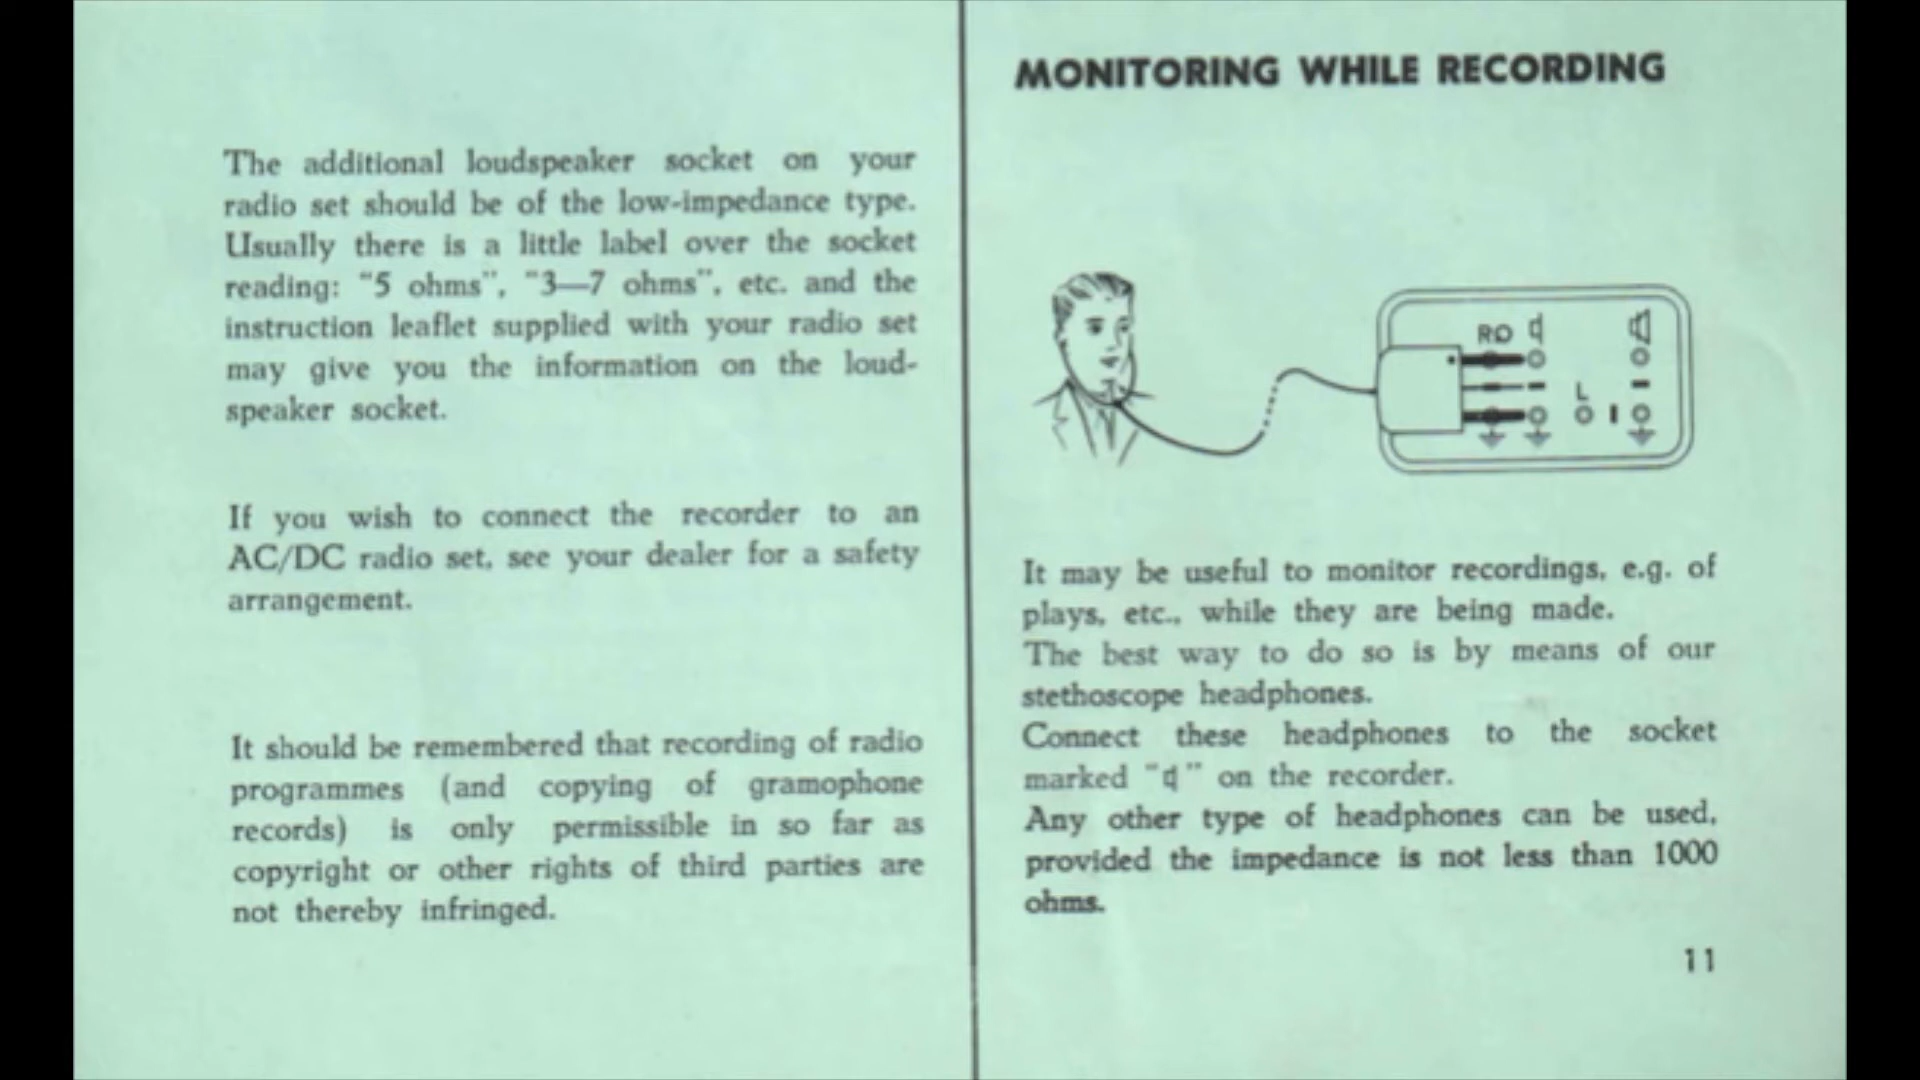 The additional loudspeaker socket on your
radio set should be of the low-impedance type.
Usually there is a little label over the socket
reading: "5 ohms", "3—7 ohms", etc. and the
instruction leaflet supplied with your radio set
may give you the information on the loud-
speaker socket.
If you wish to connect the recorder to an
AC/DC radio set, see your dealer for a safety
arrangement.
It should be remembered that recording of radio
programmes (and copying of gramophone
records) is only permissible in so far as
copyright or other rights of third parties are
not thereby infringed.
MONITORING WHILE RECORDING
L
It may be useful to monitor recordings, e.g. of
plays, etc., while they are being made.
The best way to do so is by means of our
stethoscope headphones.
Connect these headphones to the socket
marked " " on the recorder.
Any other type of headphones can be used,
provided the impedance is not less than 1000
ohms.
11